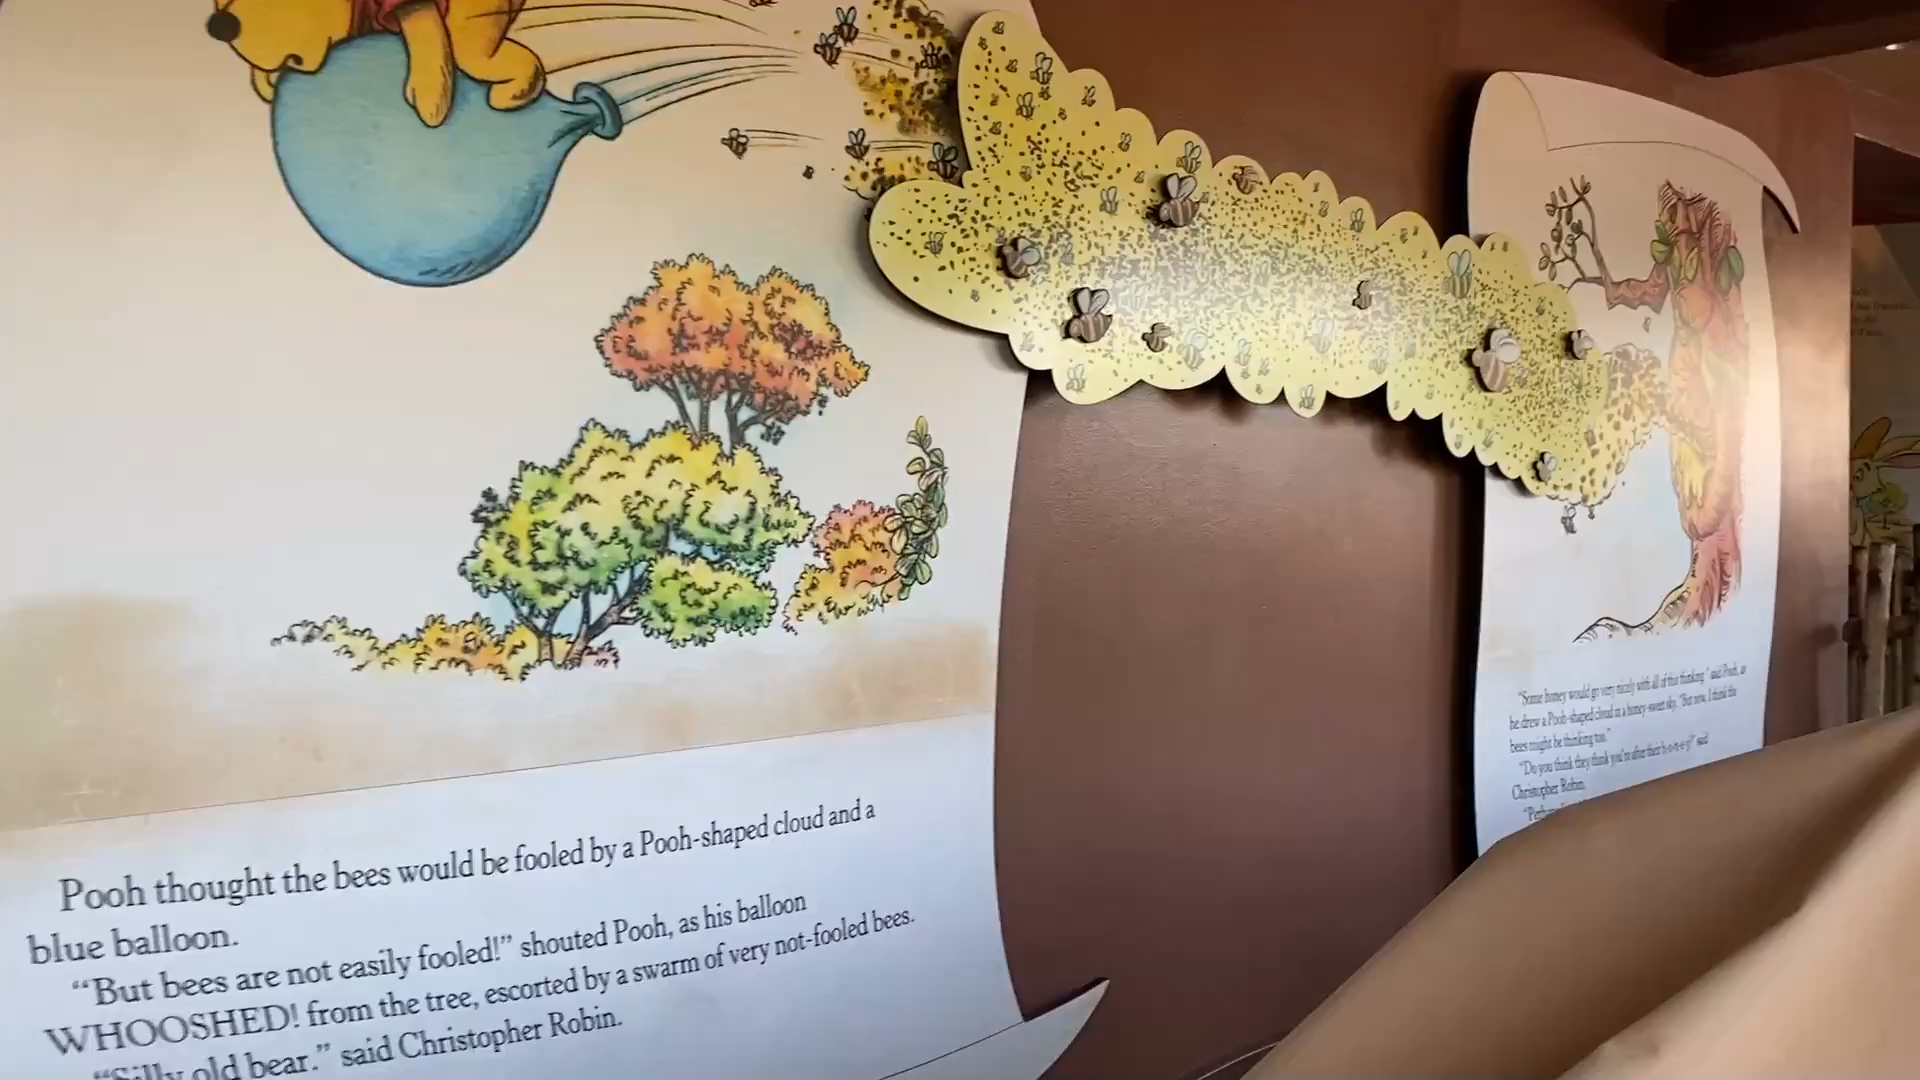 Pooh thought the bees would be fooled by a Pooh-shaped cloud and a
blue balloon.
“But bees are not easily fooled!” shouted Pooh, as his balloon
WHOOSHED! from the tree, escorted by a swarm of very not-fooled bees.
“Silly old bear.” said Christopher Robin.
“Some honey would go very nicely with all of this thinking” said Pooh, as
he drew a Pooh-shaped cloud in a honey-sweet sky. “But now, I think the
bees might be thinking too.”
“Do you think they think you're after their h-o-n-e-y?” said
Christopher Robin.